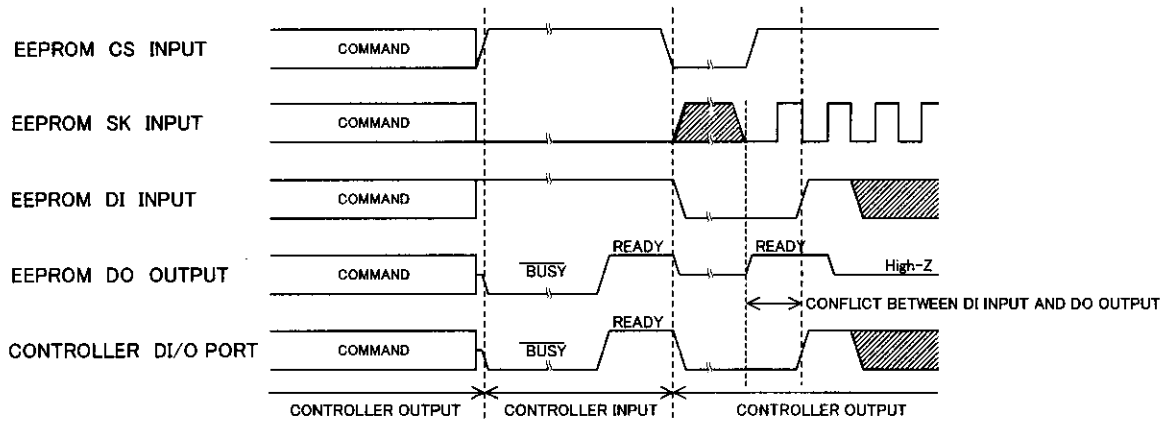 EEPROM CS INPUT
COMMAND
EEPROM SK INPUT
COMMAND
EEPROM DI INPUT
COMMAND
EEPROM DO OUTPUT
COMMAND
BUSY
READY
READY
High-Z
CONFLICT BETWEEN DI INPUT AND DO OUTPUT
CONTROLLER DI/O PORT
COMMAND
BUSY
READY
CONTROLLER OUTPUT
CONTROLLER INPUT
CONTROLLER OUTPUT